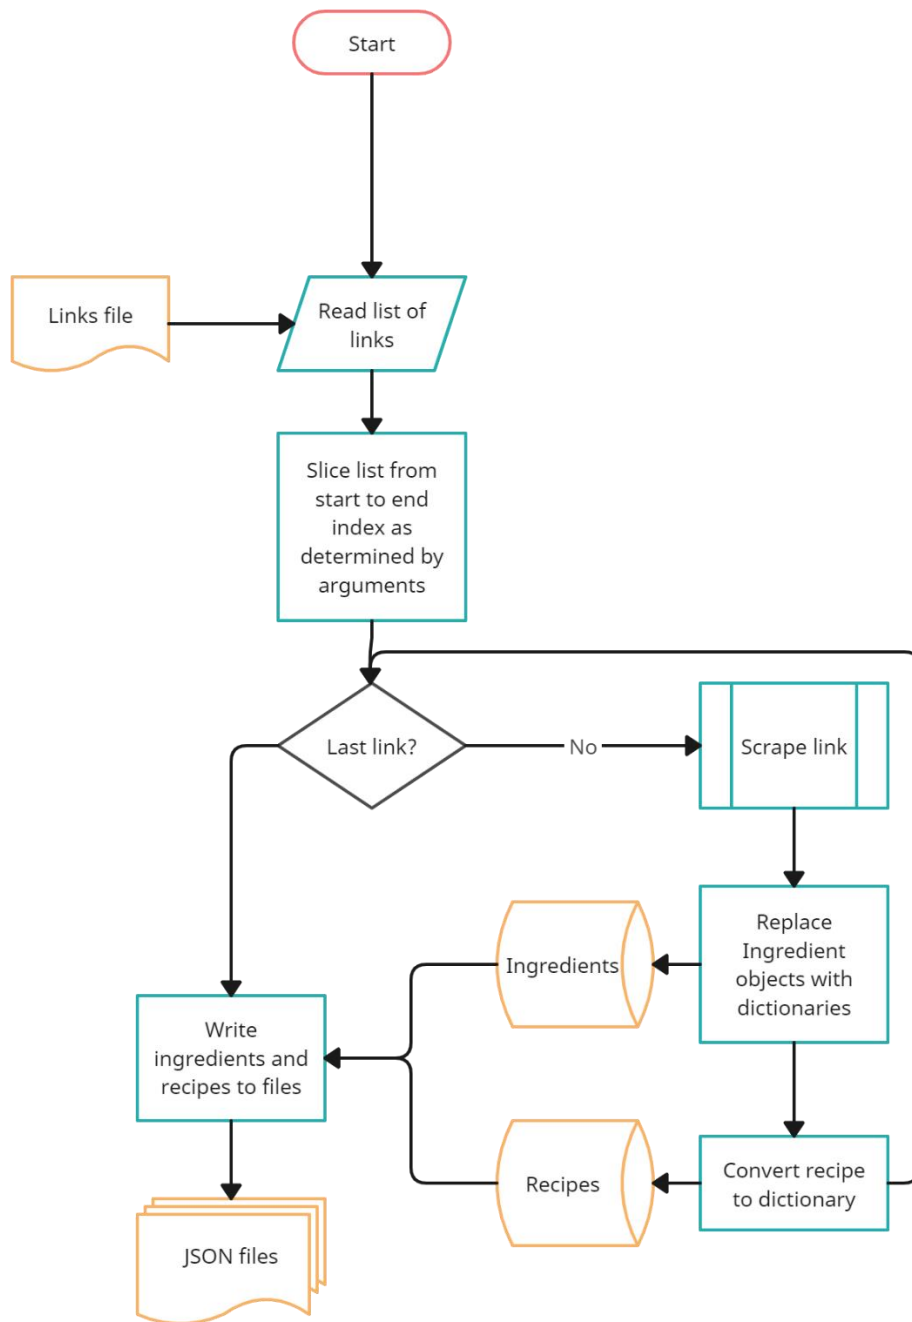 Start
Links file
Read list of
links
Slice list from
start to end
index as
determined by
arguments
Last link?
No
Scrape link
Replace
Ingredient
objects with
dictionaries
Ingredients
Write
ingredients and
recipes to files
Convert recipe
to dictionary
Recipes
JSON files